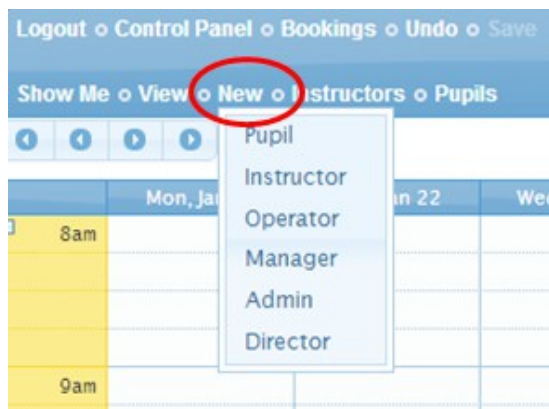 Logout o Control Panel o Bookings o Undo o Save
Show Me o View o New o Instructors o Pupils
Pupil
Instructor
Mon, Jan 22 We
Operator
8am
Manager
Admin
Director
9am